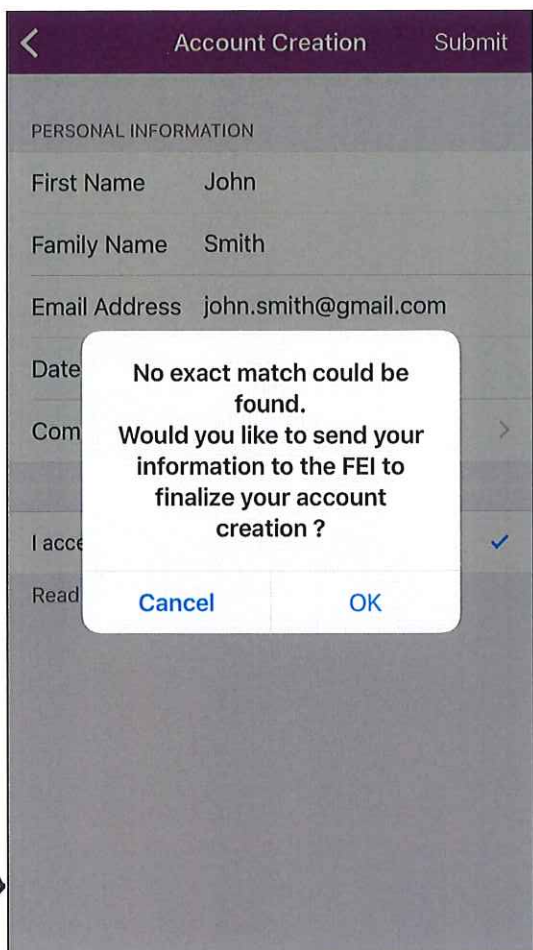 Account Creation Submit
PERSONAL INFORMATION
First Name John
Family Name Smith
Email Address john.smith@gmail.com
Date
Com
No exact match could be
found.
Would you like to send your
information to the FEI to
finalize your account
creation ?
I acce
Read
Cancel OK